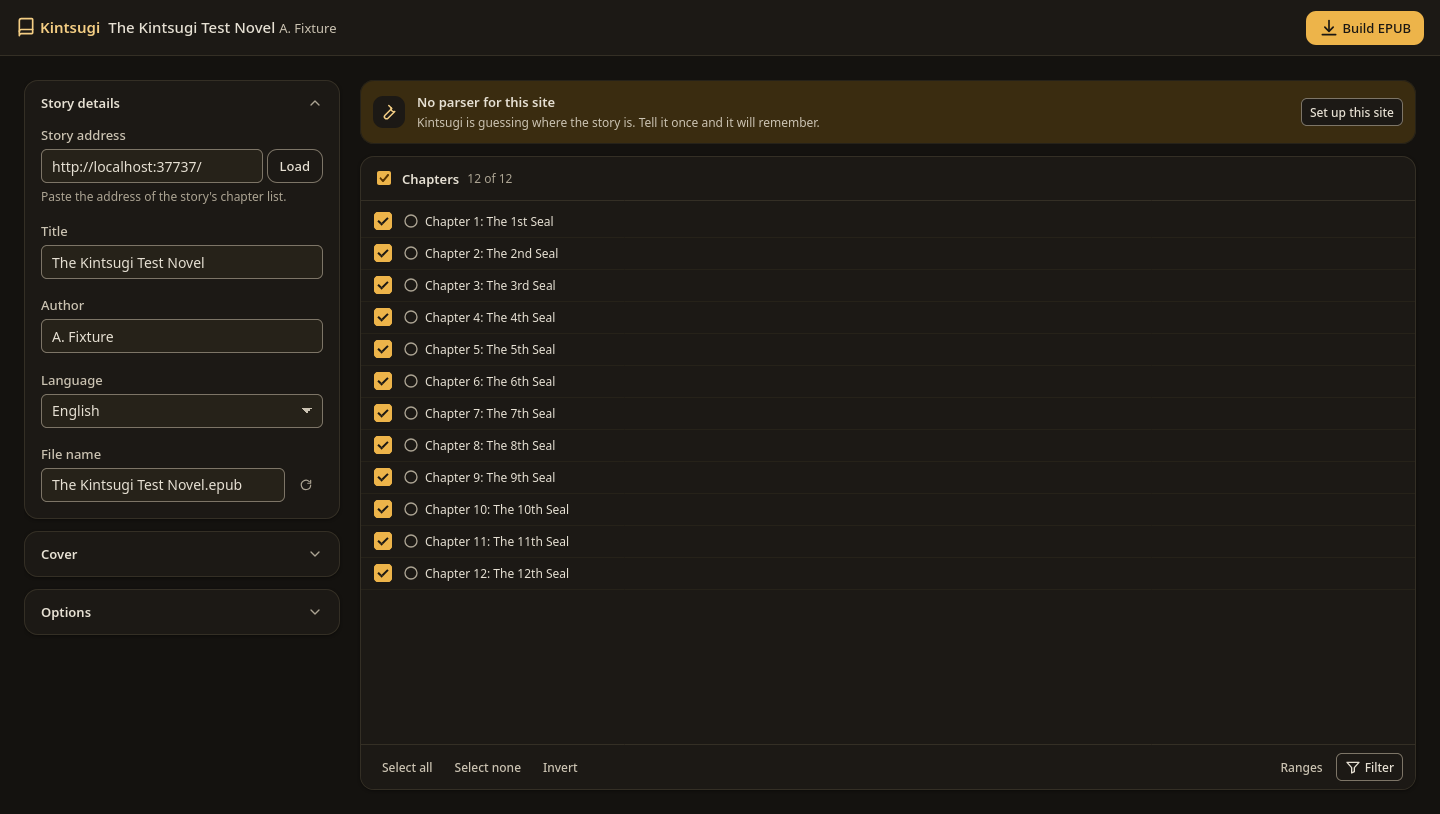 Kintsugi The Kintsugi Test Novel A. Fixture
Build EPUB
Story details
Story address
http://localhost:37737/
Load
Paste the address of the story's chapter list.
Title
The Kintsugi Test Novel
Author
A. Fixture
Language
English
File name
The Kintsugi Test Novel.epub
Cover
Options
No parser for this site
Kintsugi is guessing where the story is. Tell it once and it will remember.
Set up this site
Chapters 12 of 12
Chapter 1: The 1st Seal
Chapter 2: The 2nd Seal
Chapter 3: The 3rd Seal
Chapter 4: The 4th Seal
Chapter 5: The 5th Seal
Chapter 6: The 6th Seal
Chapter 7: The 7th Seal
Chapter 8: The 8th Seal
Chapter 9: The 9th Seal
Chapter 10: The 10th Seal
Chapter 11: The 11th Seal
Chapter 12: The 12th Seal
Select all Select none Invert
Ranges Filter